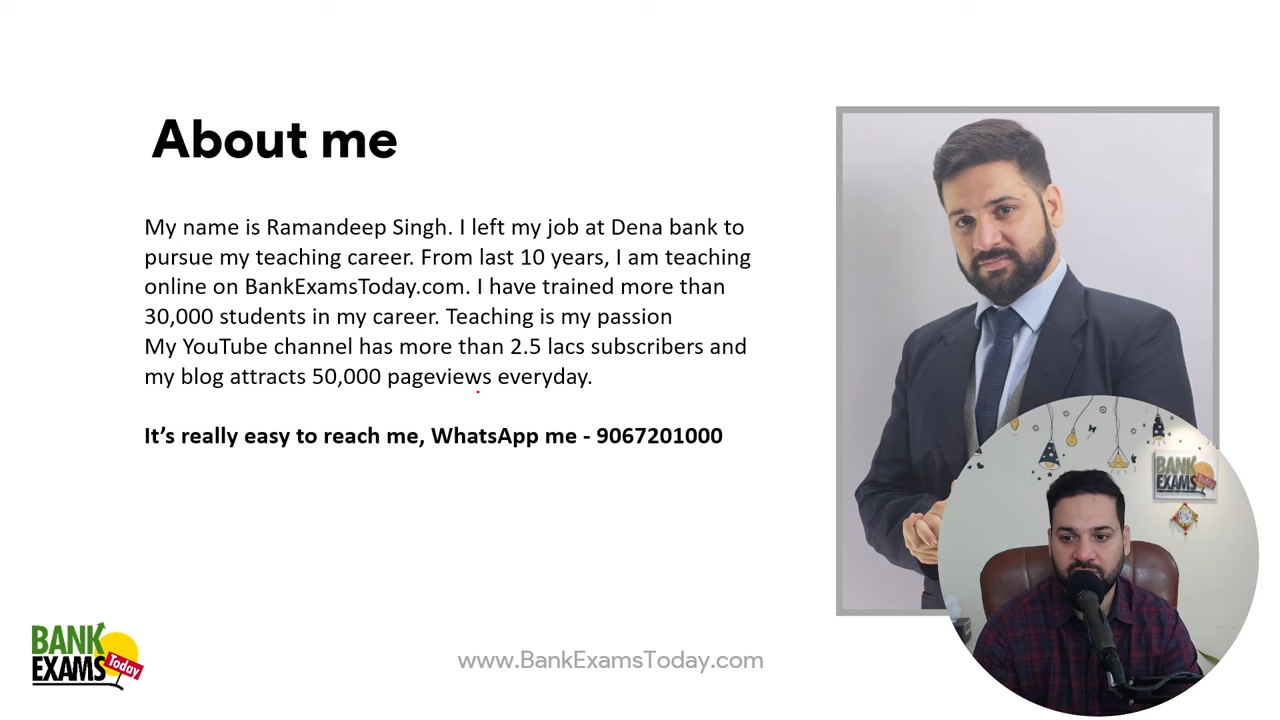 About me
My name is Ramandeep Singh. I left my job at Dena bank to
pursue my teaching career. From last 10 years, I am teaching
online on BankExamsToday.com. I have trained more than
30,000 students in my career. Teaching is my passion
My YouTube channel has more than 2.5 lacs subscribers and
my blog attracts 50,000 pageviews everyday.
It’s really easy to reach me, WhatsApp me - 9067201000
BANK
EXAMS
Today
BANK
EXAMS
Today
www.BankExamsToday.com